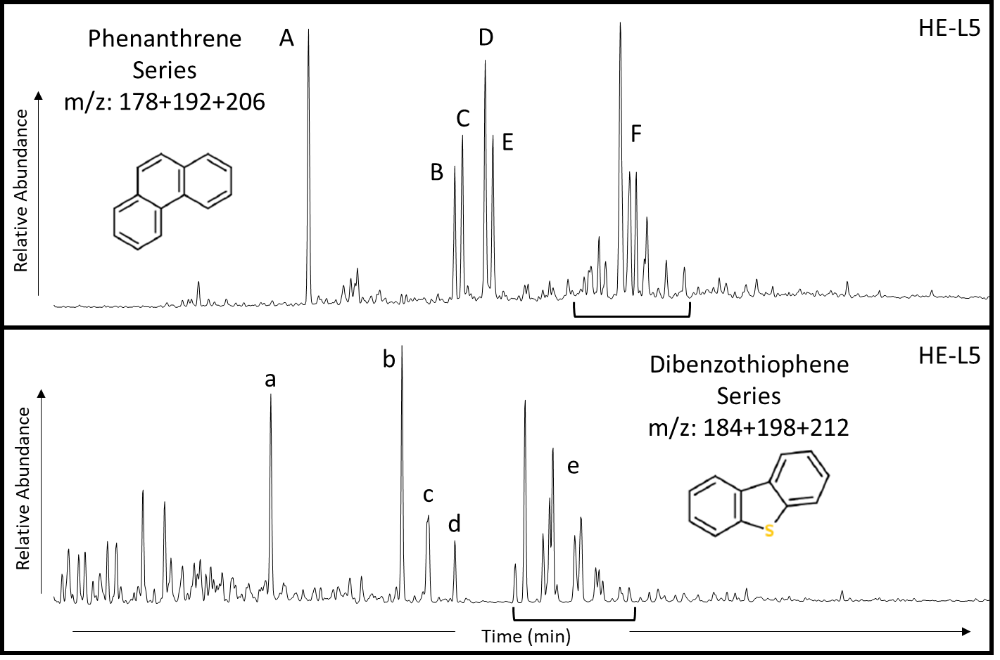 Phenanthrene
Series
m/z: 178+192+206
HE-L5
A
B
C
D
E
F
Relative Abundance
HE-L5
Dibenzothiophene
Series
m/z: 184+198+212
a
b
c
d
e
S
Relative Abundance
Time (min)